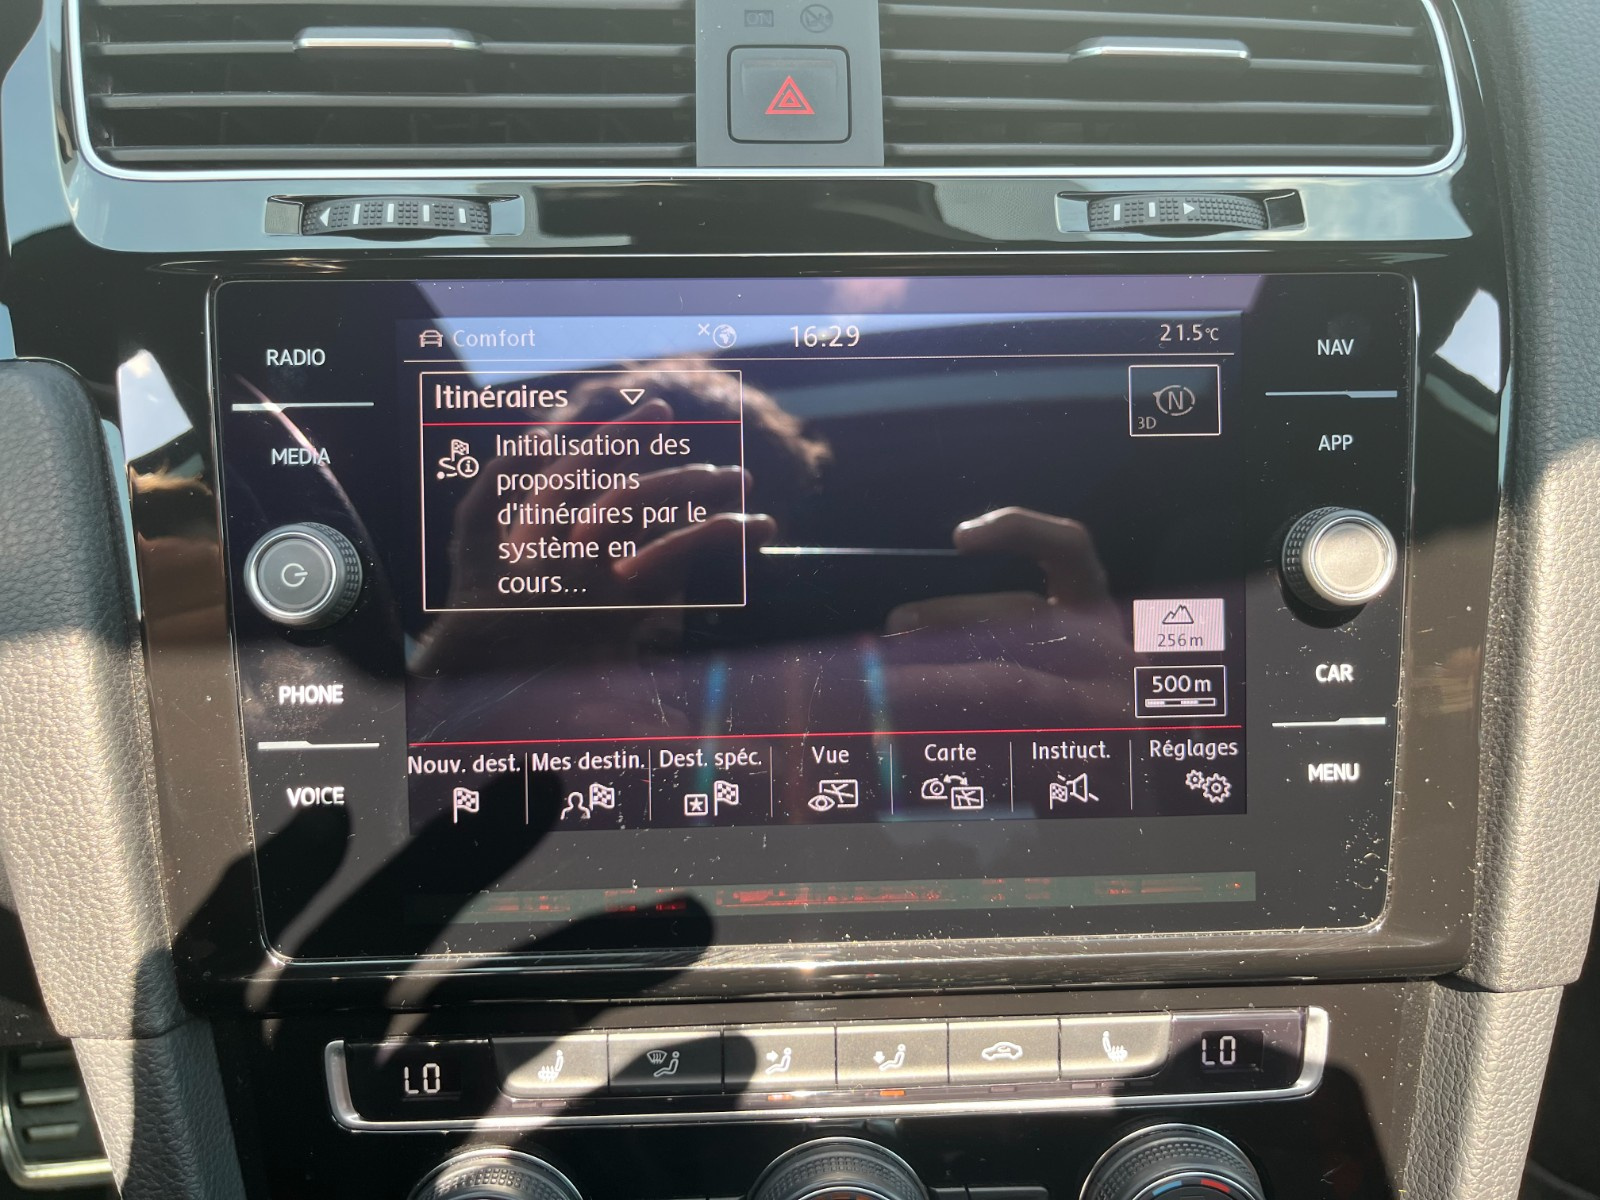 RADIO
MEDIA
PHONE
VOICE
Comfort
16:29
21.5°C
Itinéraires
Initialisation des
propositions
d'itinéraires par le
système en
cours...
N
3D
256m
500m
Nouv. dest.
Mes destin.
Dest. spéc.
Vue
Carte
Instruct.
Réglages
NAV
APP
CAR
MENU
LO
LO